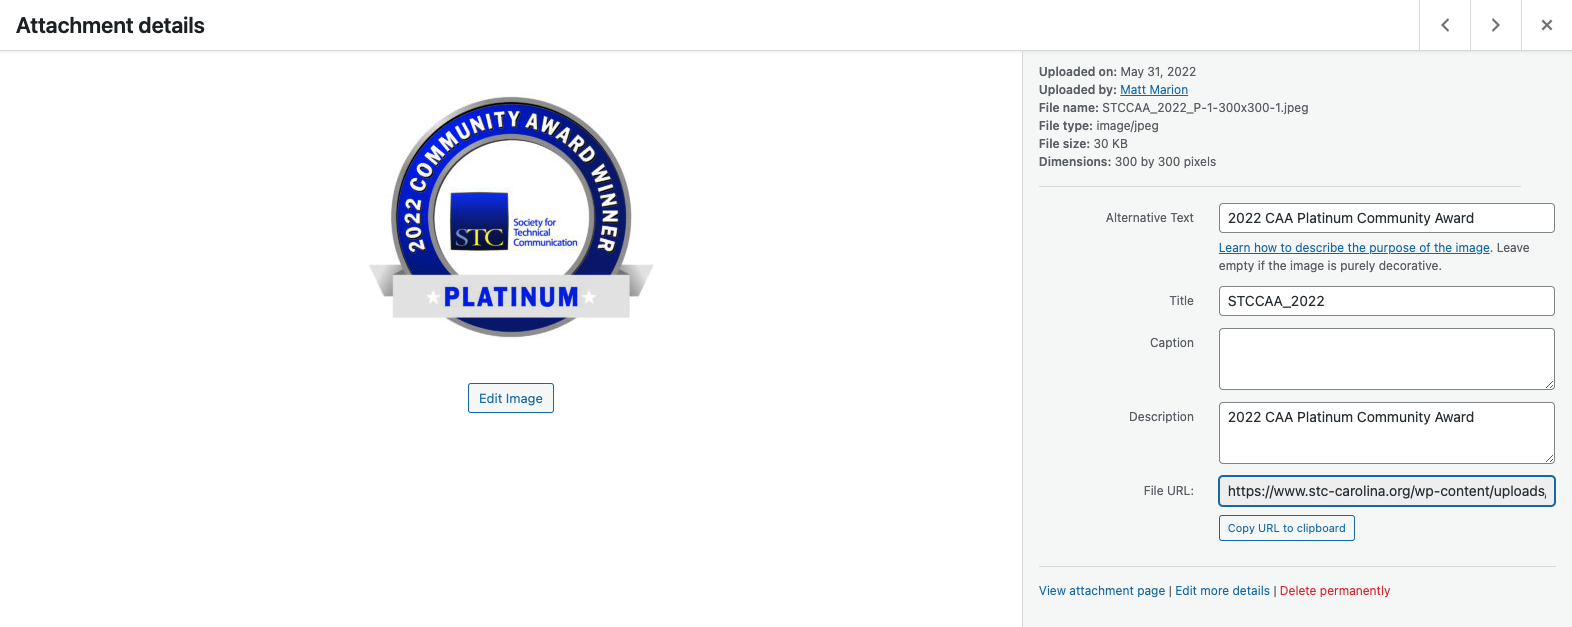 Attachment details
2022 COMMUNITY AWARD WINNER
STC
Society for
Technical
Communication
PLATINUM
Edit Image
Uploaded on: May 31, 2022
Uploaded by: Matt Marion
File name: STCCAA_2022_P-1-300x300-1.jpeg
File type: image/jpeg
File size: 30 KB
Dimensions: 300 by 300 pixels
Alternative Text 2022 CAA Platinum Community Award
Learn how to describe the purpose of the image. Leave
empty if the image is purely decorative.
Title STCCAA_2022
Caption
Description 2022 CAA Platinum Community Award
File URL: https://www.stc-carolina.org/wp-content/uploads/
Copy URL to clipboard
View attachment page | Edit more details | Delete permanently